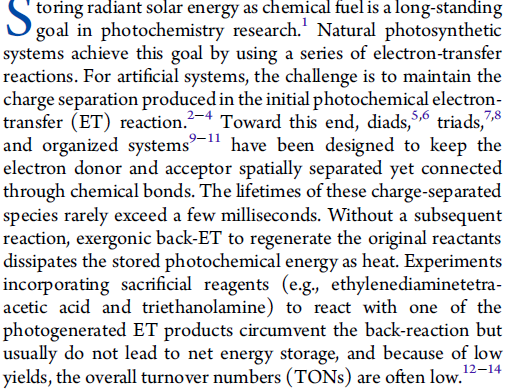 Storing radiant solar energy as chemical fuel is a long-standing
goal in photochemistry research.1 Natural photosynthetic
systems achieve this goal by using a series of electron-transfer
reactions. For artificial systems, the challenge is to maintain the
charge separation produced in the initial photochemical electron-
transfer (ET) reaction.2−4 Toward this end, diads,5,6 triads,7,8
and organized systems9−11 have been designed to keep the
electron donor and acceptor spatially separated yet connected
through chemical bonds. The lifetimes of these charge-separated
species rarely exceed a few milliseconds. Without a subsequent
reaction, exergonic back-ET to regenerate the original reactants
dissipates the stored photochemical energy as heat. Experiments
incorporating sacrificial reagents (e.g., ethylenediaminetetra-
acetic acid and triethanolamine) to react with one of the
photogenerated ET products circumvent the back-reaction but
usually do not lead to net energy storage, and because of low
yields, the overall turnover numbers (TONs) are often low.12−14